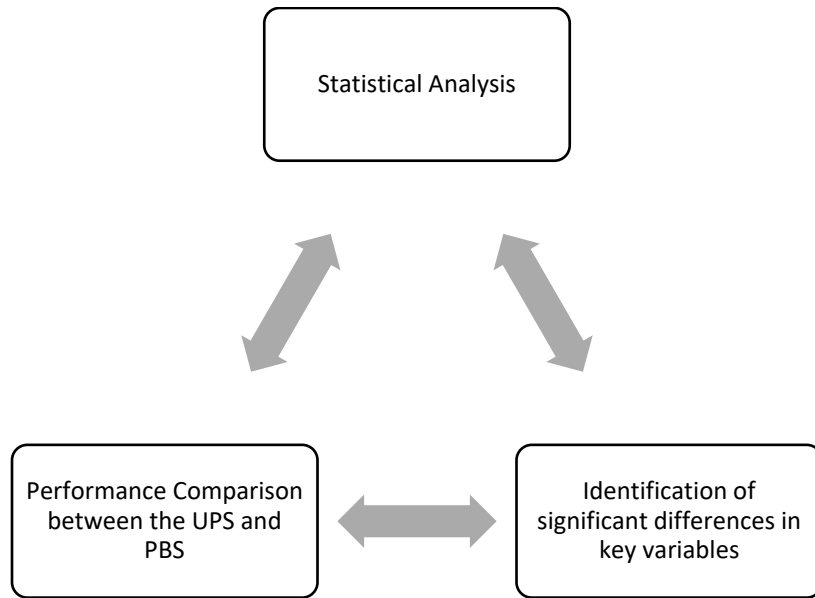 Statistical Analysis
Performance Comparison
between the UPS and
PBS
Identification of
significant differences in
key variables